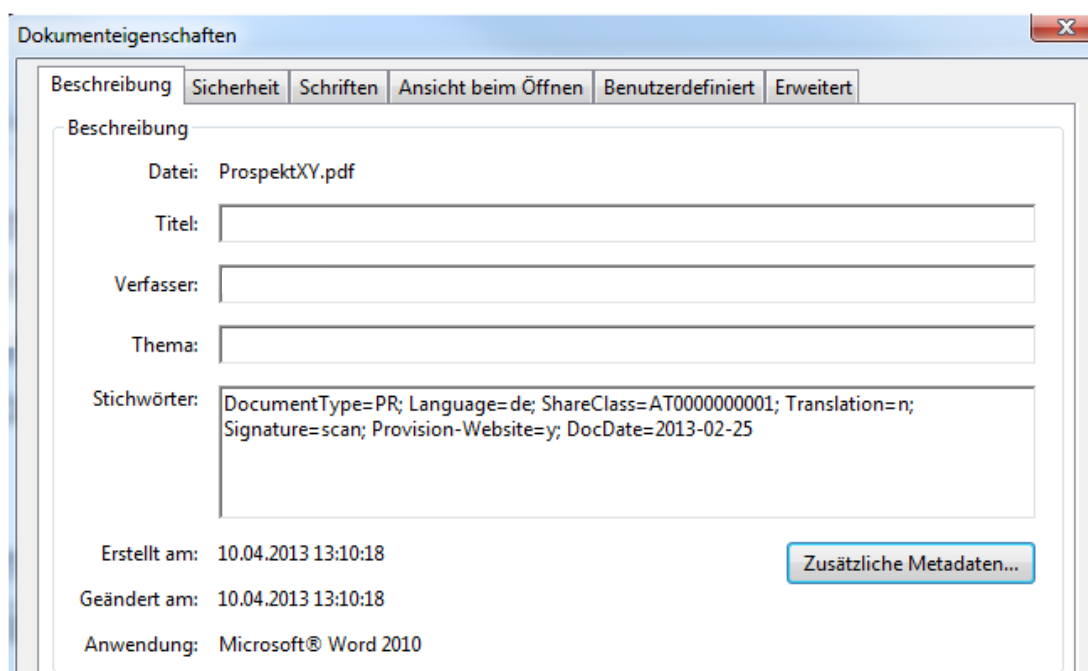 Dokumenteigenschaften
Beschreibung Sicherheit Schriften Ansicht beim Öffnen Benutzerdefiniert Erweitert
Beschreibung
Datei: ProspektXY.pdf
Titel:
Verfasser:
Thema:
Stichwörter: DocumentType=PR; Language=de; ShareClass=AT0000000001; Translation=n;
Signature=scan; Provision-Website=y; DocDate=2013-02-25
Erstellt am: 10.04.2013 13:10:18
Zusätzliche Metadaten...
Geändert am: 10.04.2013 13:10:18
Anwendung: Microsoft® Word 2010